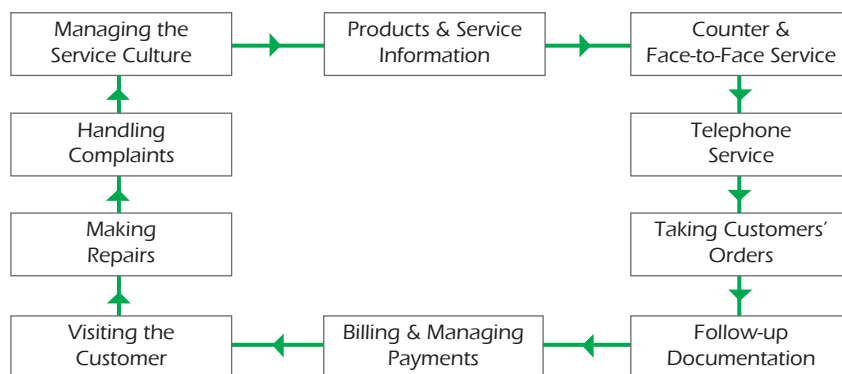 Managing the
Service Culture
Products & Service
Information
Counter &
Face-to-Face Service
Handling
Complaints
Telephone
Service
Making
Repairs
Taking Customers'
Orders
Visiting the
Customer
Billing & Managing
Payments
Follow-up
Documentation